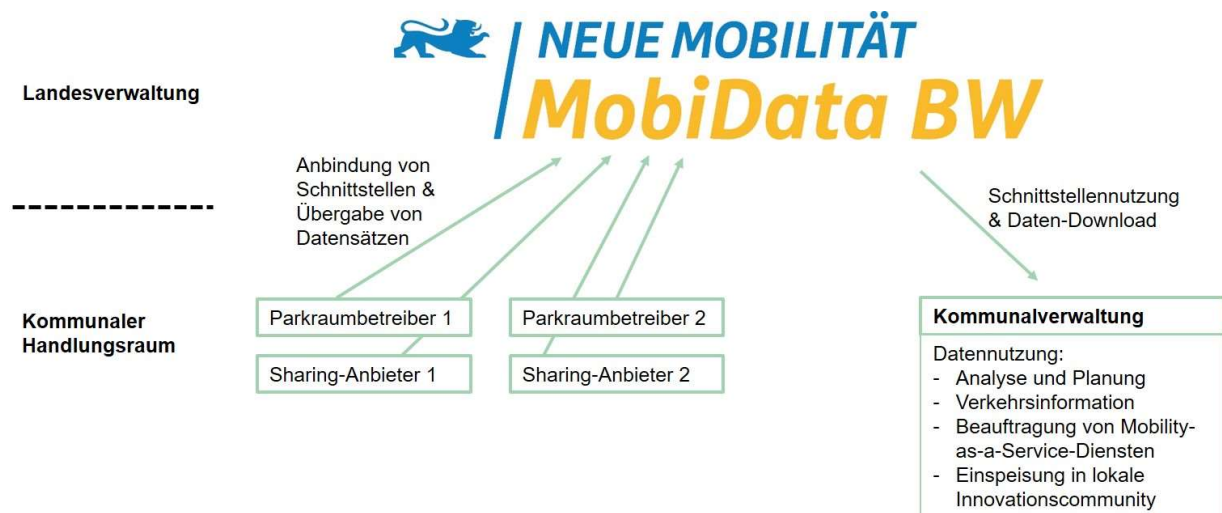 NEUE MOBILITÄT
MobiData BW
Landesverwaltung
Anbindung von
Schnittstellen &
Übergabe von
Datensätzen
Schnittstellennutzung
& Daten-Download
Kommunaler
Handlungsraum
Parkraumbetreiber 1
Parkraumbetreiber 2
Sharing-Anbieter 1
Sharing-Anbieter 2
Kommunalverwaltung
Datennutzung:
- Analyse und Planung
- Verkehrsinformation
- Beauftragung von Mobility-
as-a-Service-Diensten
- Einspeisung in lokale
Innovationscommunity